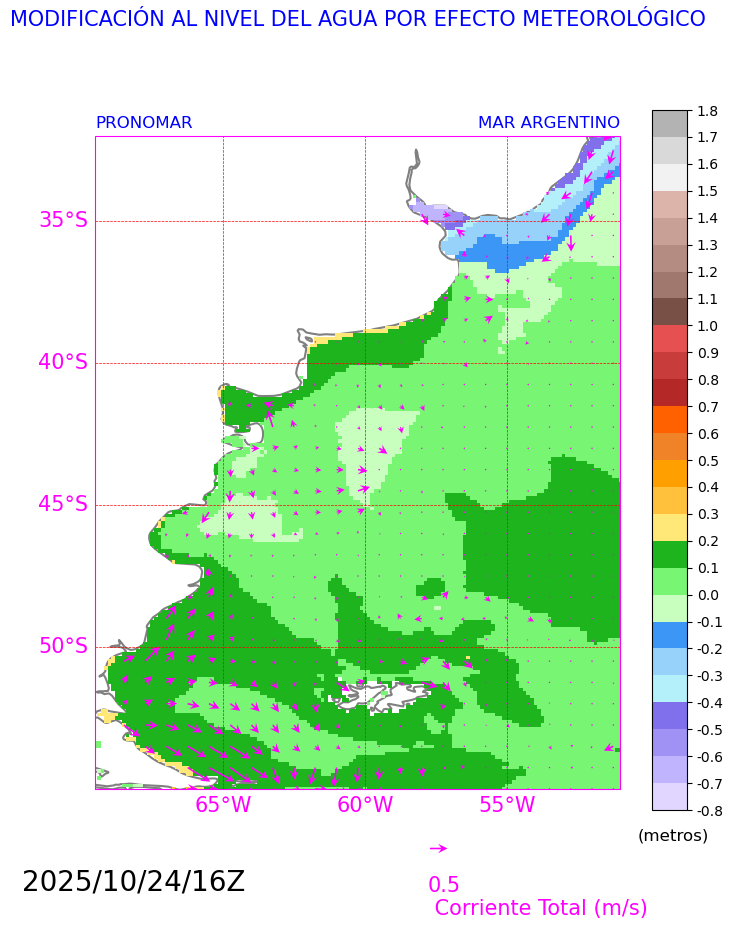 MODIFICACIÓN AL NIVEL DEL AGUA POR EFECTO METEOROLÓGICO
PRONOMAR MAR ARGENTINO
35°S
40°S
45°S
50°S
65°W 60°W 55°W
1.8
1.7
1.6
1.5
1.4
1.3
1.2
1.1
1.0
0.9
0.8
0.7
0.6
0.5
0.4
0.3
0.2
0.1
0.0
-0.1
-0.2
-0.3
-0.4
-0.5
-0.6
-0.7
-0.8
(metros)
2025/10/24/16Z
0.5
Corriente Total (m/s)